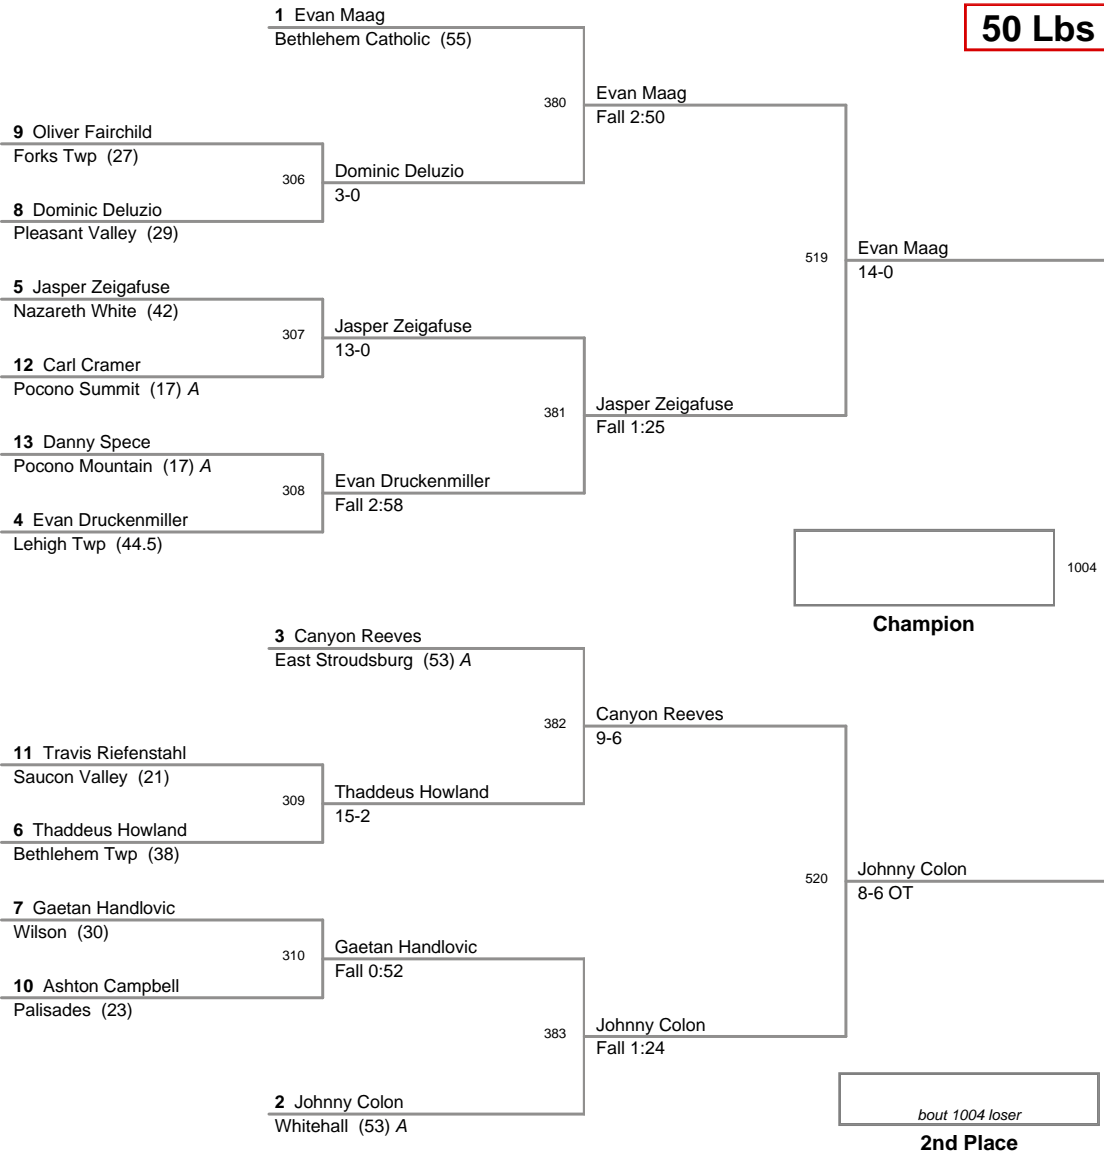 1 Evan Maag
Bethlehem Catholic (55)
50 Lbs
380
Evan Maag
Fall 2:50
9 Oliver Fairchild
Forks Twp (27)
306
Dominic Deluzio
3-0
8 Dominic Deluzio
Pleasant Valley (29)
519
Evan Maag
14-0
5 Jasper Zeigafuse
Nazareth White (42)
307
Jasper Zeigafuse
13-0
12 Carl Cramer
Pocono Summit (17) A
381
Jasper Zeigafuse
Fall 1:25
13 Danny Spece
Pocono Mountain (17) A
308
Evan Druckenmiller
Fall 2:58
4 Evan Druckenmiller
Lehigh Twp (44.5)
1004
Champion
3 Canyon Reeves
East Stroudsburg (53) A
382
Canyon Reeves
9-6
11 Travis Riefenstahl
Saucon Valley (21)
309
Thaddeus Howland
15-2
6 Thaddeus Howland
Bethlehem Twp (38)
520
Johnny Colon
8-6 OT
7 Gaetan Handlovic
Wilson (30)
310
Gaetan Handlovic
Fall 0:52
10 Ashton Campbell
Palisades (23)
383
Johnny Colon
Fall 1:24
2 Johnny Colon
Whitehall (53) A
bout 1004 loser
2nd Place